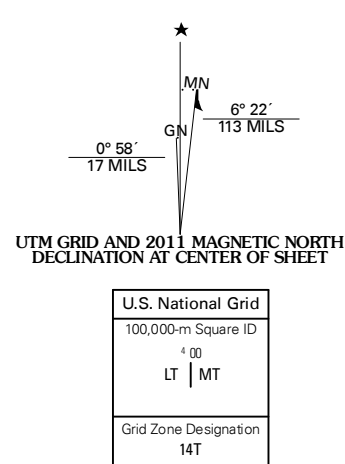 MN
6° 22´
113 MILS
GN
0° 58´
17 MILS
UTM GRID AND 2011 MAGNETIC NORTH
DECLINATION AT CENTER OF SHEET
U.S. National Grid
100,000-m Square ID
4 00
LT MT
Grid Zone Designation
14T